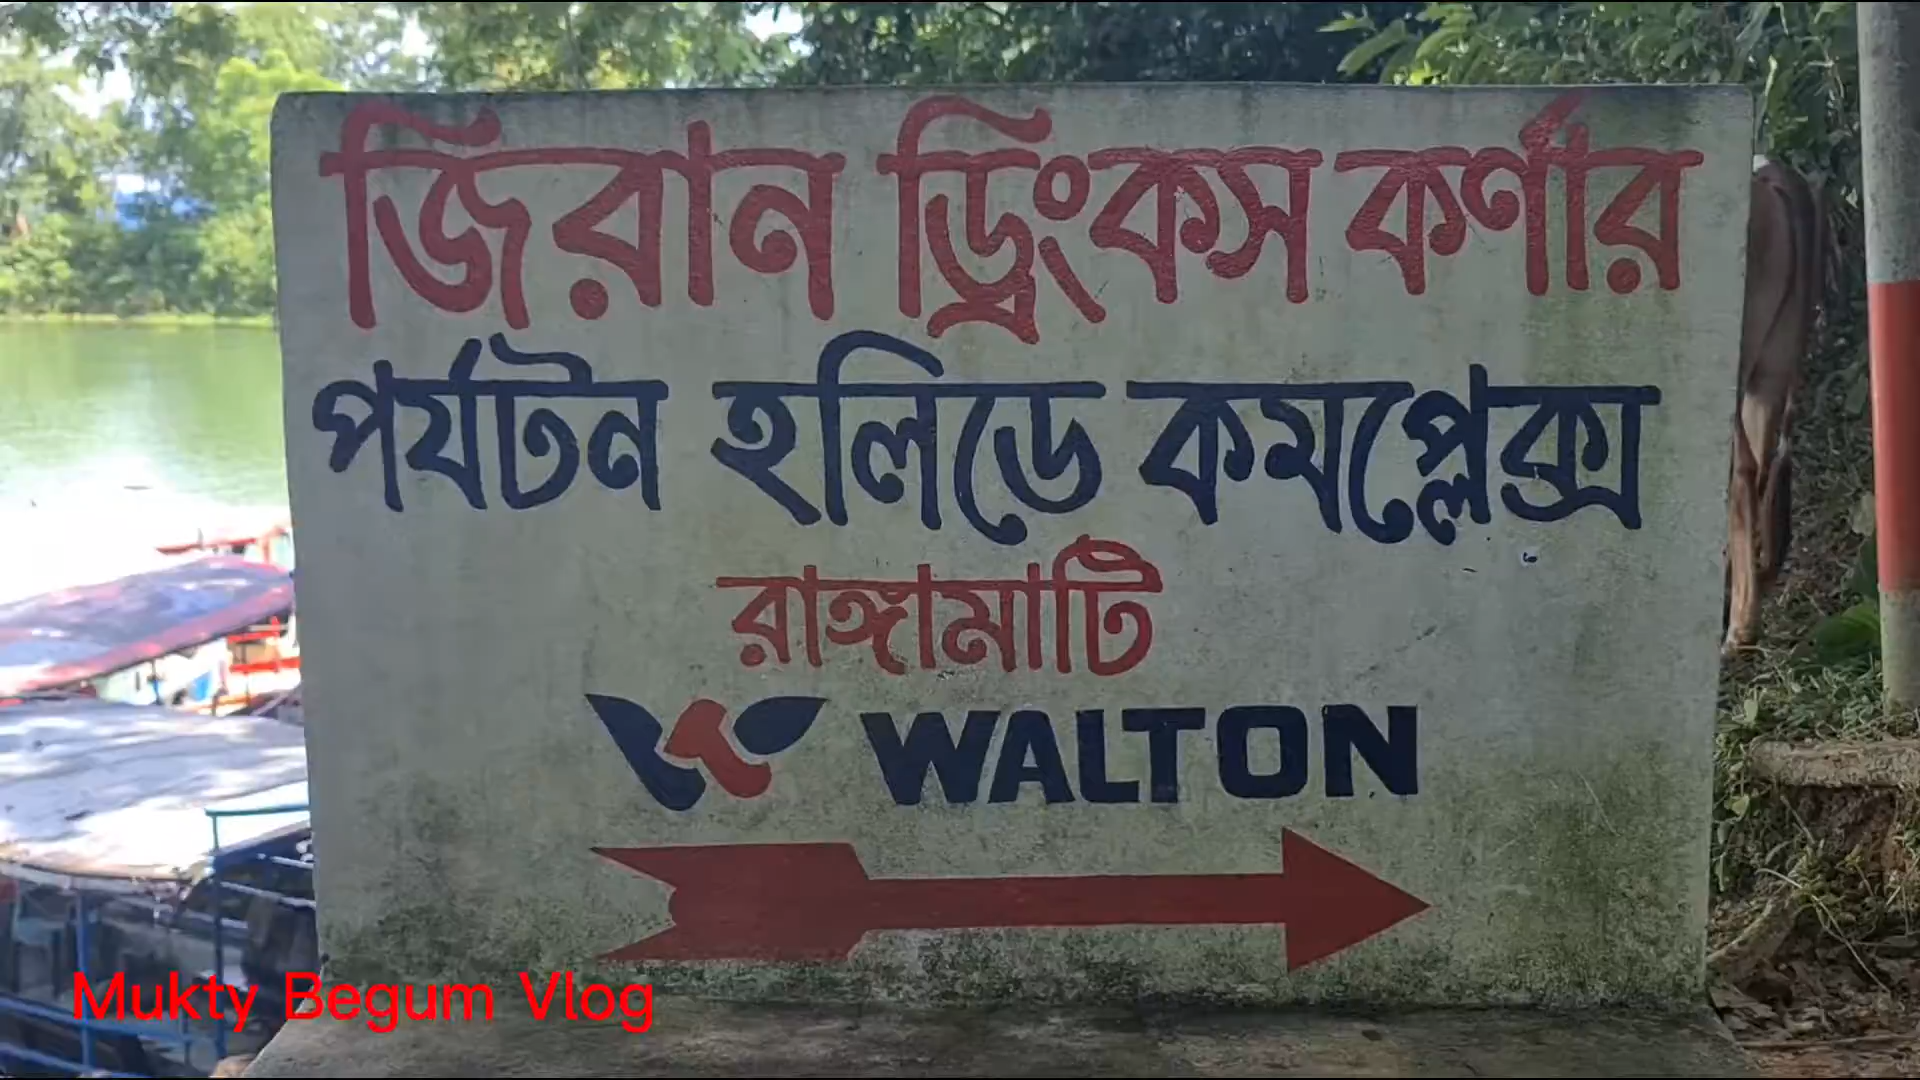 জিরান ড্রিংকস কর্ণার
পর্যটন হলিডে কমপ্লেক্স
রাঙ্গামাটি
WALTON
Mukty Begum Vlog